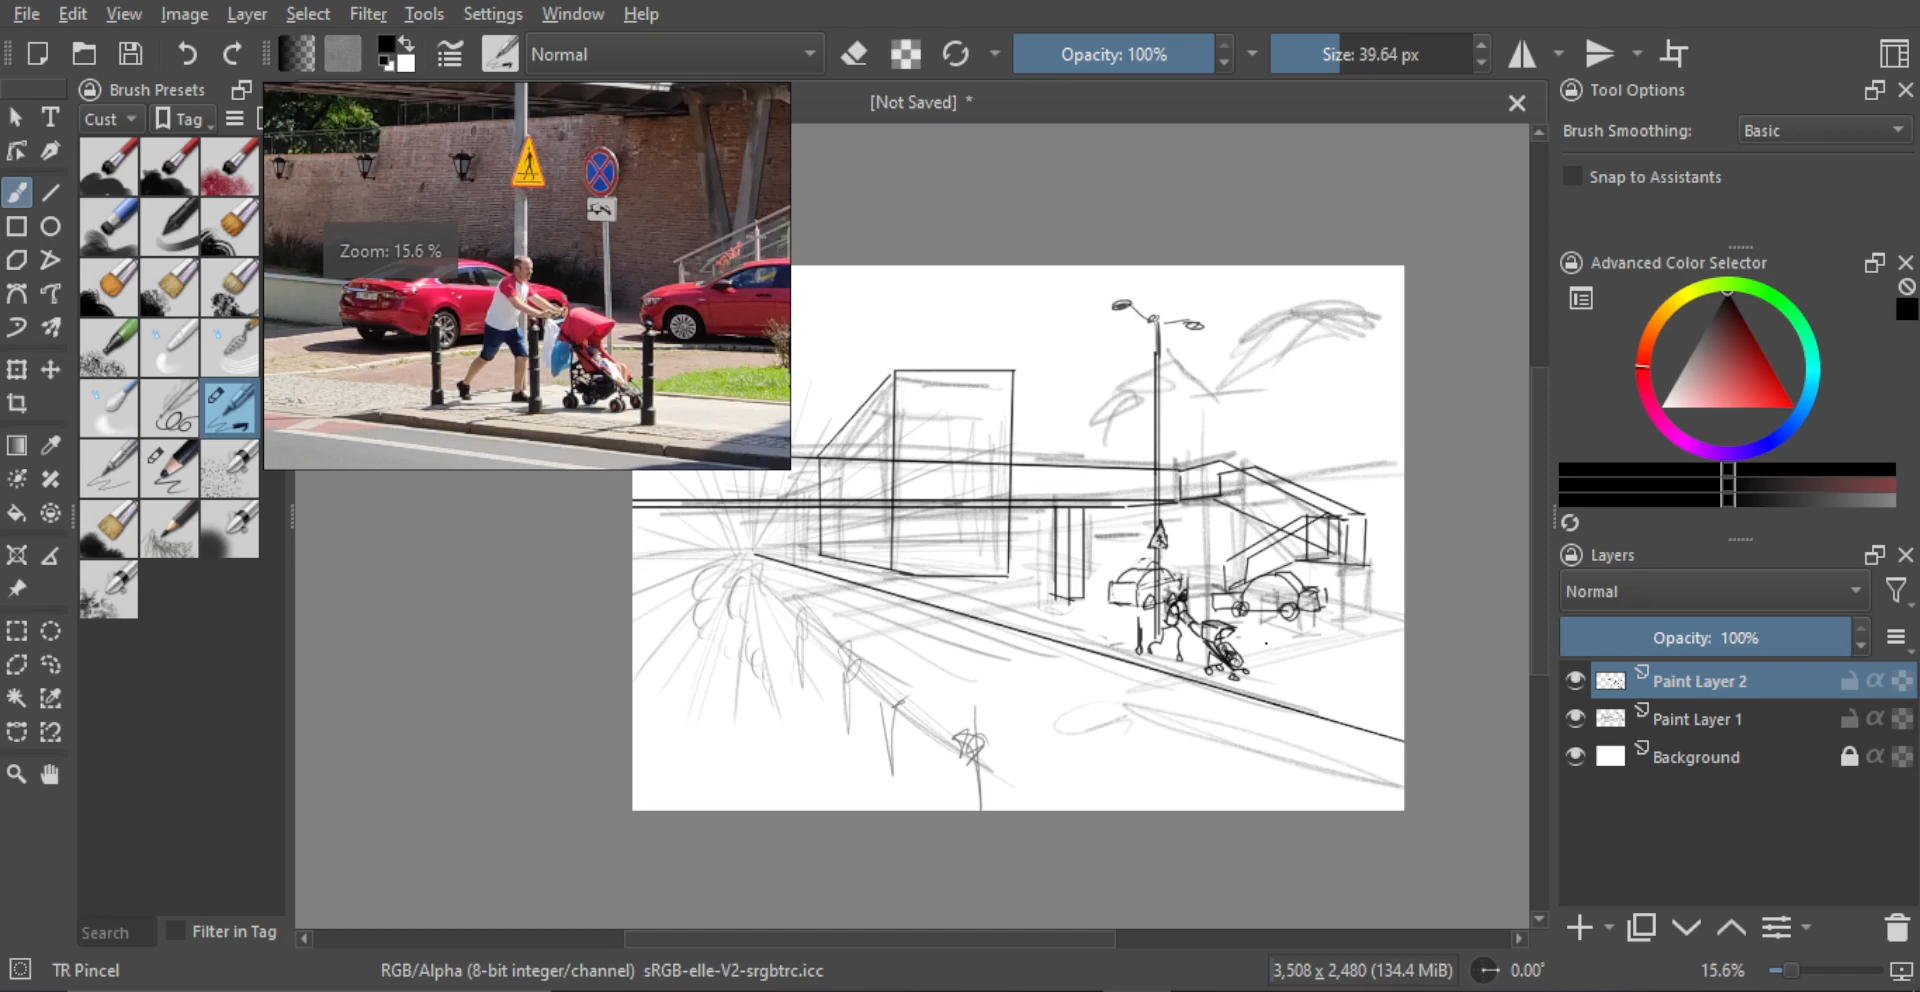 File Edit View Image Layer Select Filter Tools Settings Window Help
Normal
Opacity: 100%
Size: 39.64 px
Brush Presets
[Not Saved] *
Tool Options
Cust
Tag
Brush Smoothing:
Basic
Snap to Assistants
Zoom: 15.6 %
Advanced Color Selector
Layers
Normal
Opacity: 100%
Paint Layer 2
Paint Layer 1
Background
Search
Filter in Tag
TR Pincel
RGB/Alpha (8-bit integer/channel) sRGB-elle-V2-srgbtrc.icc
3,508 x 2,480 (134.4 MiB)
0.00°
15.6%